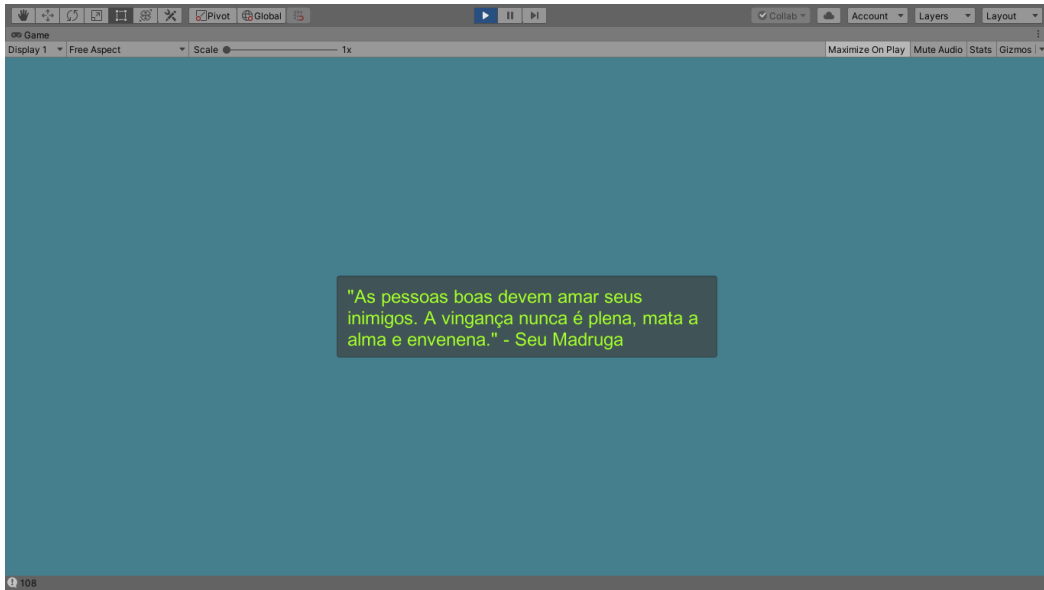 Pivot Global Collab Account Layers Layout
Game
Display 1 Free Aspect Scale 1x Maximize On Play Mute Audio Stats Gizmos
"As pessoas boas devem amar seus
inimigos. A vingança nunca é plena, mata a
alma e envenena." - Seu Madruga
108